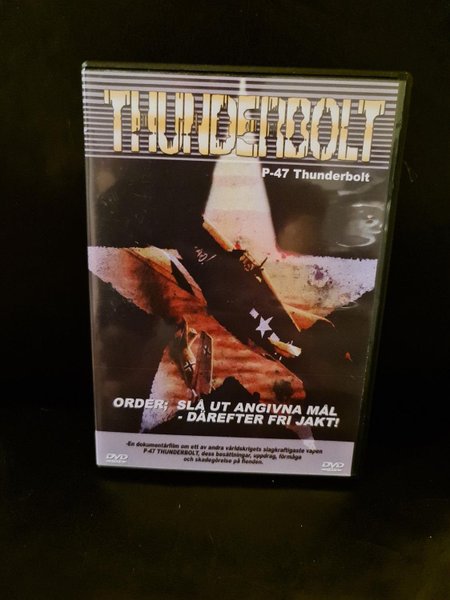 THUNDERBOLT
P-47 Thunderbolt
ORDER; SLÅ UT ANGIVNA MÅL
- DÄREFTER FRI JAKT!
-En dokumentärfilm om ett av andra världskrigets slagkraftigaste vapen
P-47 THUNDERBOLT, dess besättningar, uppdrag, förmåga
och skadegörelse på fienden.
DVD DVD